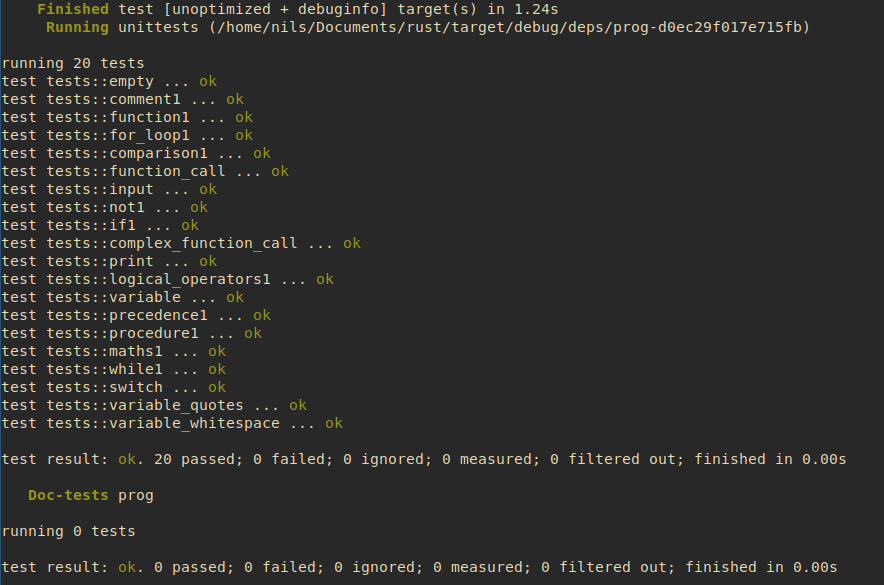 Finished test [unoptimized + debuginfo] target(s) in 1.24s
Running unittests (/home/nils/Documents/rust/target/debug/deps/prog-d0ec29f017e715fb)
running 20 tests
test tests::empty ... ok
test tests::comment1 ... ok
test tests::function1 ... ok
test tests::for_loop1 ... ok
test tests::comparison1 ... ok
test tests::function_call ... ok
test tests::input ... ok
test tests::not1 ... ok
test tests::if1 ... ok
test tests::complex_function_call ... ok
test tests::print ... ok
test tests::logical_operators1 ... ok
test tests::variable ... ok
test tests::precedence1 ... ok
test tests::procedure1 ... ok
test tests::maths1 ... ok
test tests::while1 ... ok
test tests::switch ... ok
test tests::variable_quotes ... ok
test tests::variable_whitespace ... ok
test result: ok. 20 passed; 0 failed; 0 ignored; 0 measured; 0 filtered out; finished in 0.00s
Doc-tests prog
running 0 tests
test result: ok. 0 passed; 0 failed; 0 ignored; 0 measured; 0 filtered out; finished in 0.00s